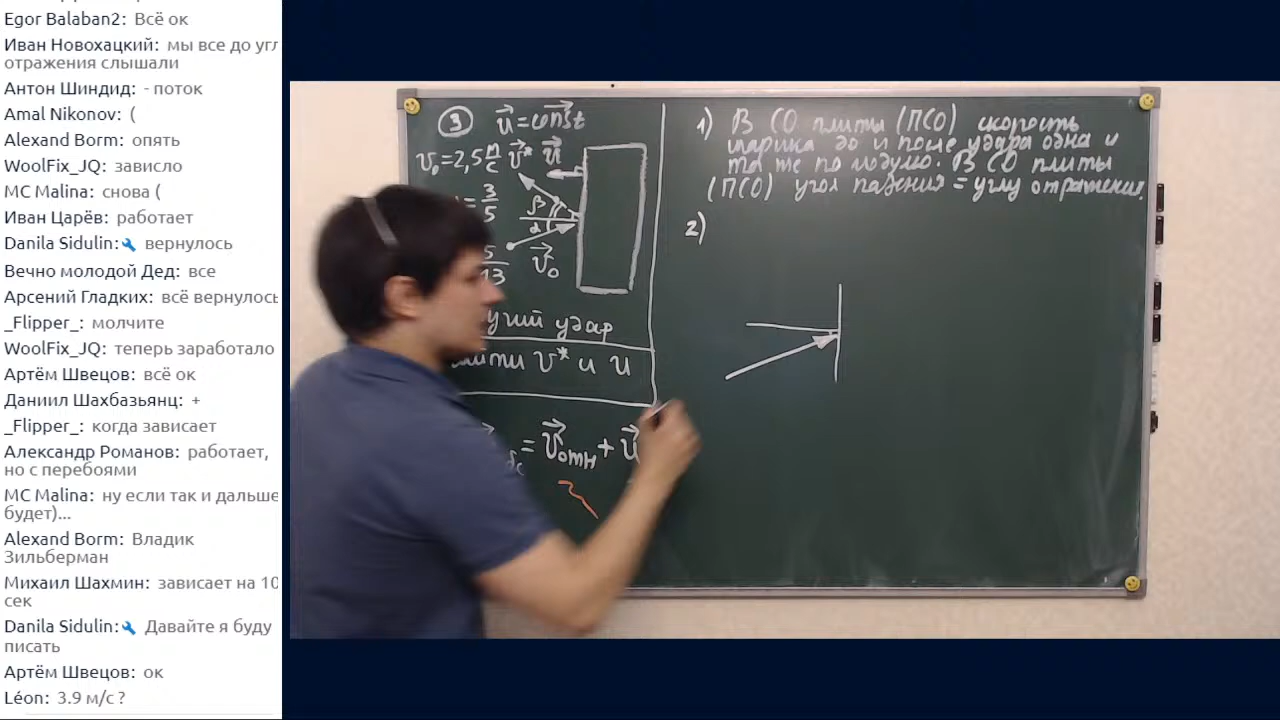 Egor Balaban2: Всё ок
Иван Новохацкий: мы все до угл
отражения слышали
Антон Шиндид: - поток
Amal Nikonov: (
Alexand Borm: опять
WoolFix_JQ: зависло
MC Malina: снова (
Иван Царёв: работает
Danila Sidulin: вернулось
Вечно молодой Дед: все
Арсений Гладких: всё вернулось
_Flipper_: молчите
WoolFix_JQ: теперь заработало
Артём Швецов: всё ок
Даниил Шахбазьянц: +
_Flipper_: когда зависает
Александр Романов: работает,
но с перебоями
MC Malina: ну если так и дальше
будет)...
Alexand Borm: Владик
Зильберман
Михаил Шахмин: зависает на 10
сек
Danila Sidulin: Давайте я буду
писать
Артём Швецов: ок
Léon: 3.9 м/с ?
3 u = const
v₀ = 2,5 м/с v* u
= 3/5
β
α
5/13 v₀
удар
v* и u
= v отн + u
1) В СО плиты (ПСО) скорость
шарика до и после удара одна и
та же по модулю. В СО плиты
(ПСО) угол падения = углу отражения.
2)